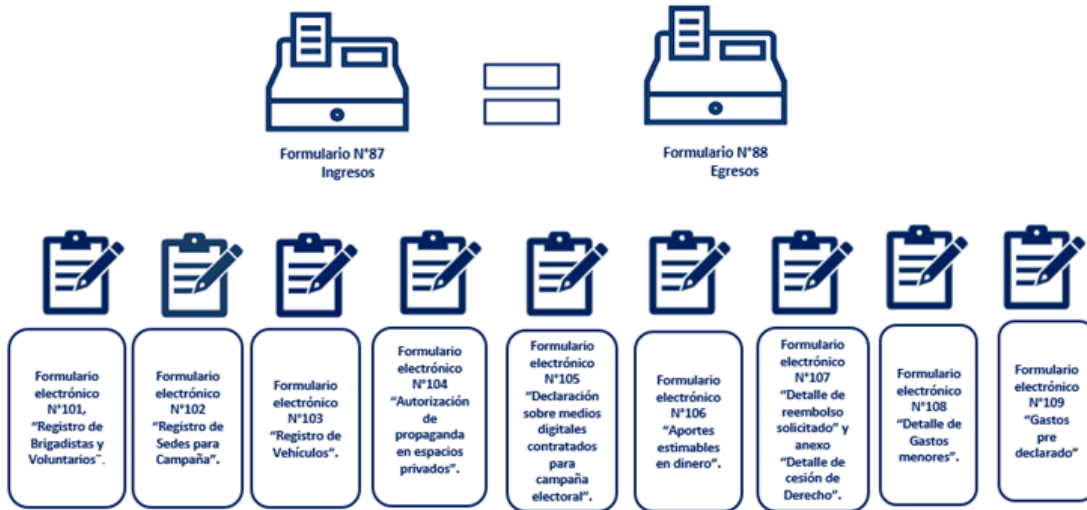 Formulario N°87
Ingresos
Formulario N°88
Egresos
Formulario
electrónico
N°101,
"Registro de
Brigadistas y
Voluntarios".
Formulario
electrónico
N°102
"Registro de
Sedes para
Campaña".
Formulario
electrónico
N°103
"Registro de
Vehículos".
Formulario
electrónico
N°104
"Autorización
de
propaganda
en espacios
privados".
Formulario
electrónico
N°105
"Declaración
sobre medios
digitales
contratados
para
campaña
electoral".
Formulario
electrónico
N°106
"Aportes
estimables
en dinero".
Formulario
electrónico
N°107
"Detalle de
reembolso
solicitado" y
anexo
"Detalle de
cesión de
Derecho".
Formulario
electrónico
N°108
"Detalle de
Gastos
menores".
Formulario
electrónico
N°109
"Gastos
pre
declarado"